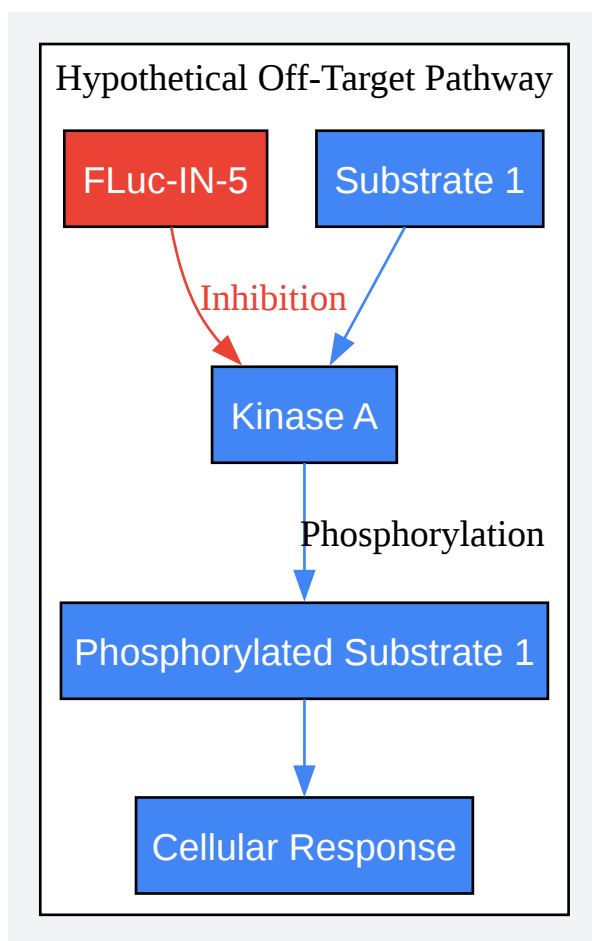 Hypothetical Off-Target Pathway
FLuc-IN-5
Substrate 1
Inhibition
Kinase A
Phosphorylation
Phosphorylated Substrate 1
Cellular Response